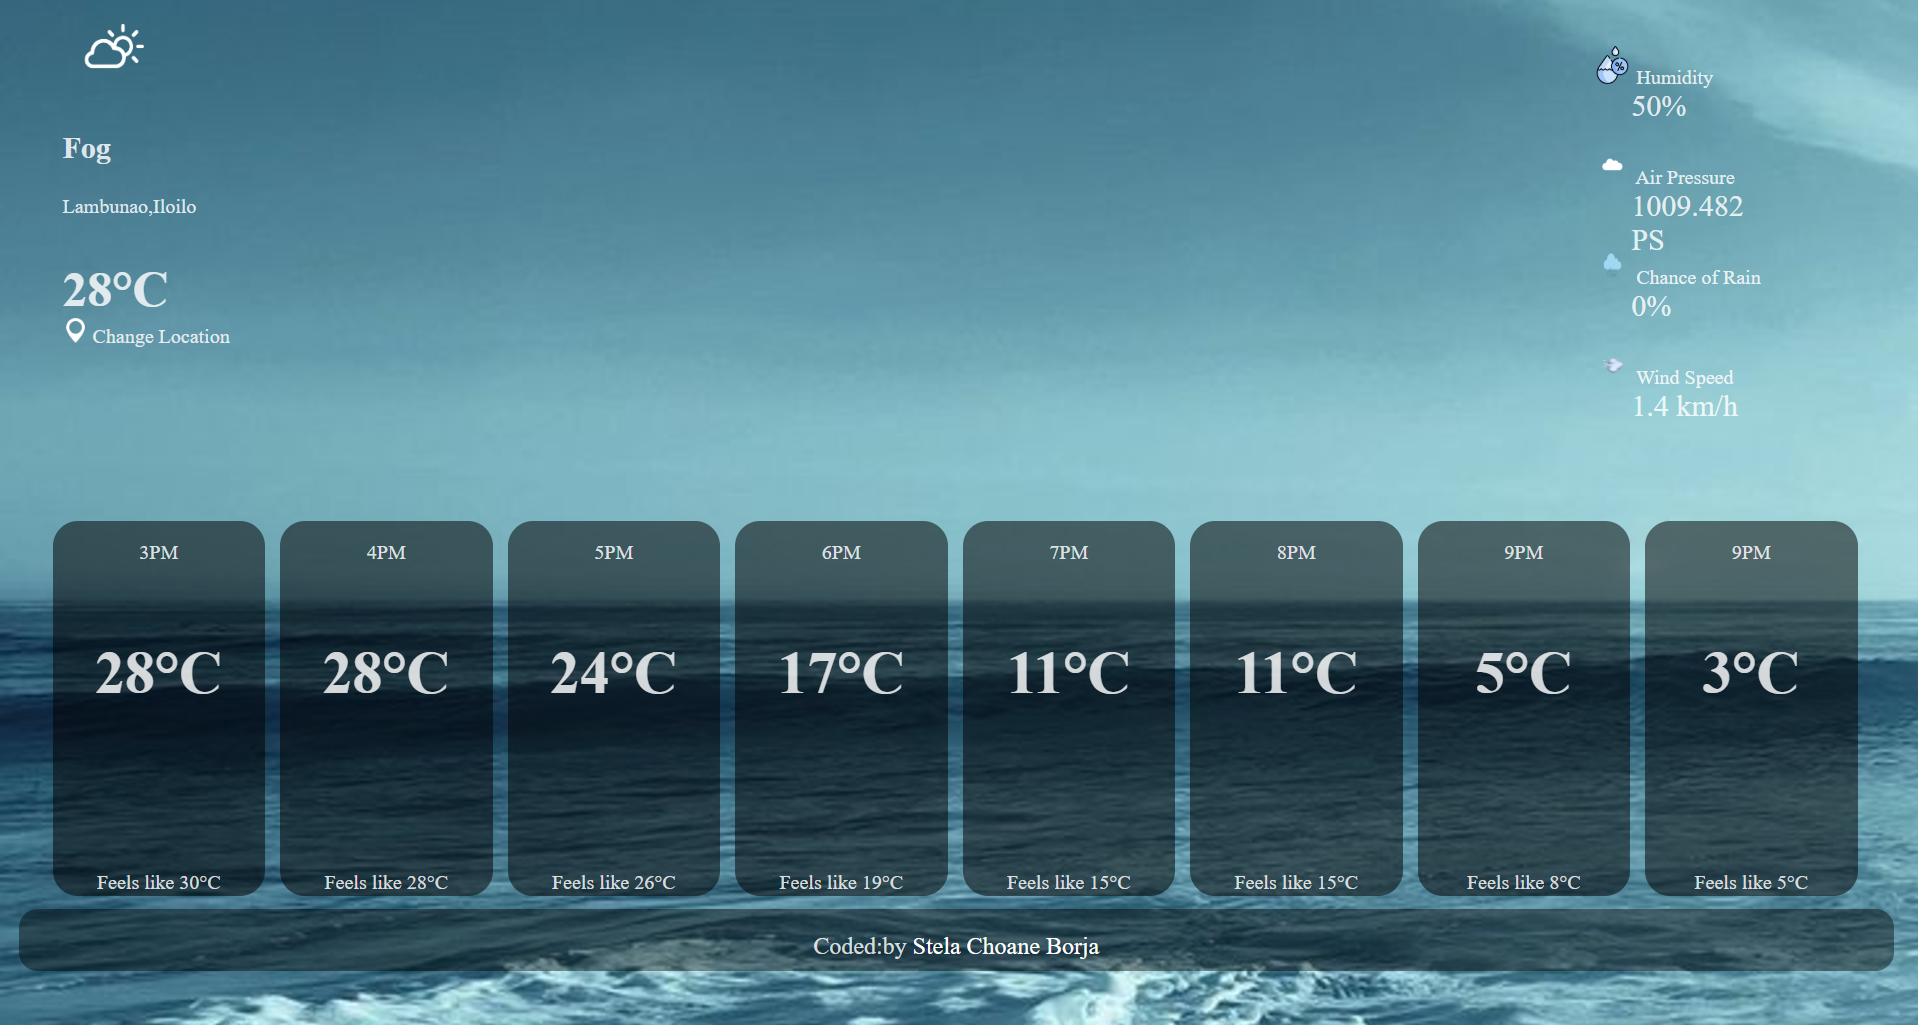 Fog
Lambunao,Iloilo
28°C
Change Location
%
Humidity
50%
Air Pressure
1009.482
PS
Chance of Rain
0%
Wind Speed
1.4 km/h
3PM
28°C
Feels like 30°C
4PM
28°C
Feels like 28°C
5PM
24°C
Feels like 26°C
6PM
17°C
Feels like 19°C
7PM
11°C
Feels like 15°C
8PM
11°C
Feels like 15°C
9PM
5°C
Feels like 8°C
9PM
3°C
Feels like 5°C
Coded:by Stela Choane Borja